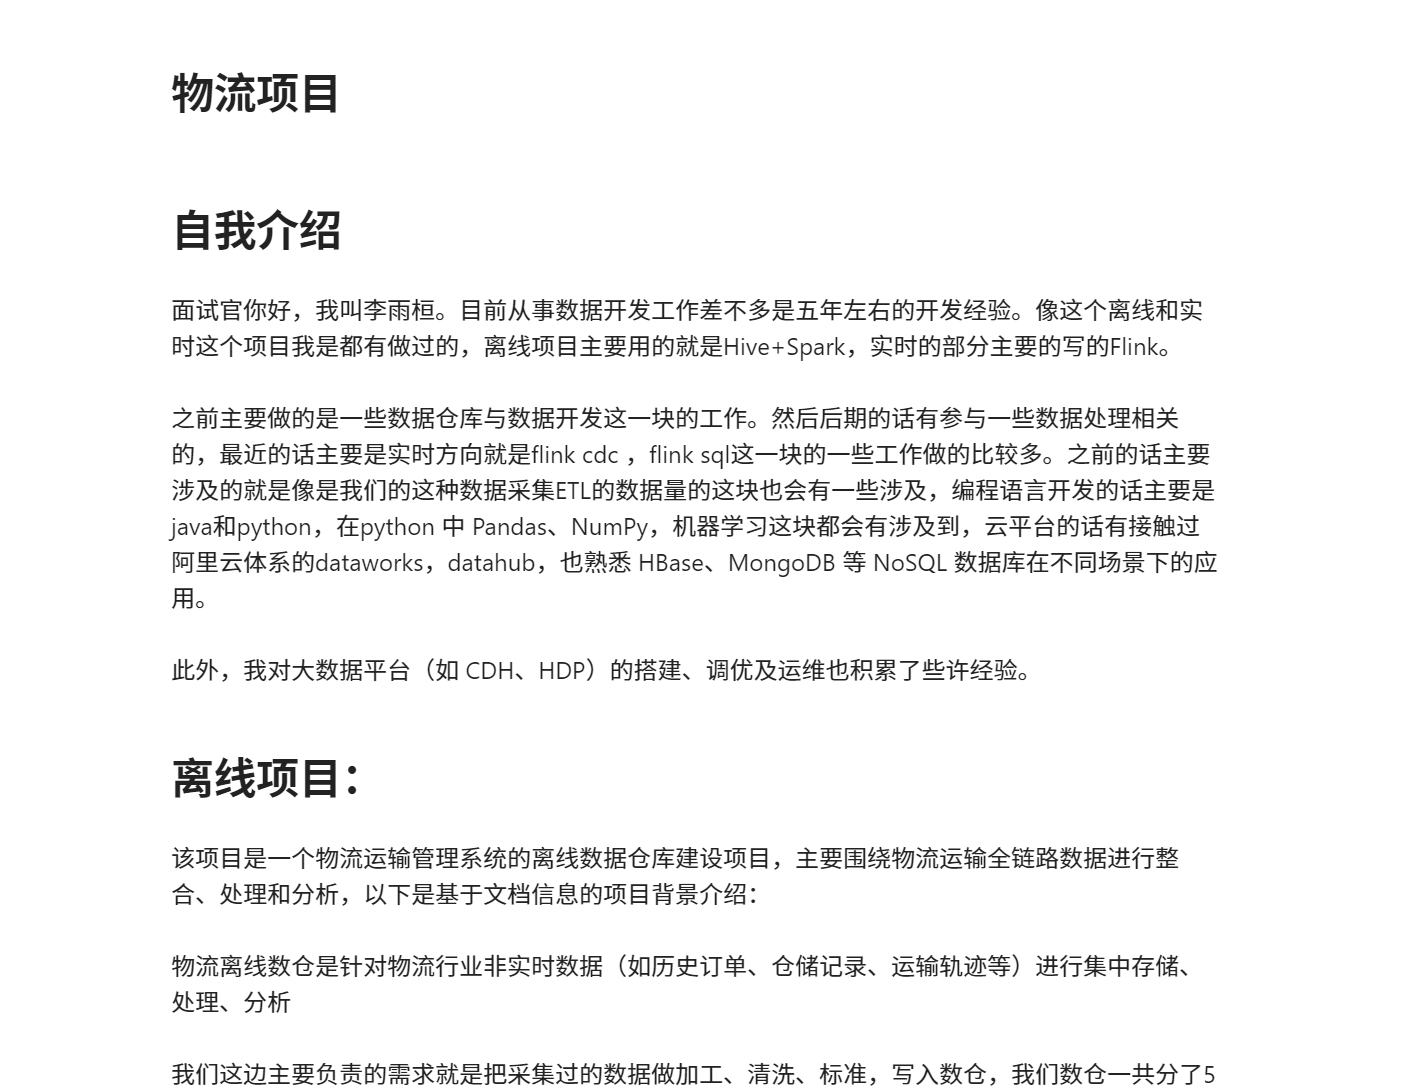 物流项目
自我介绍
面试官你好，我叫李雨桓。目前从事数据开发工作差不多是五年左右的开发经验。像这个离线和实
时这个项目我是都有做过的，离线项目主要用的就是Hive+Spark，实时的部分主要的写的Flink。
之前主要做的是一些数据仓库与数据开发这一块的工作。然后后期的话有参与一些数据处理相关
的，最近的话主要是实时方向就是flink cdc ，flink sql这一块的一些工作做的比较多。之前的话主要
涉及的就是像是我们的这种数据采集ETL的数据量的这块也会有一些涉及，编程语言开发的话主要是
java和python，在python 中 Pandas、NumPy，机器学习这块都会有涉及到，云平台的话有接触过
阿里云体系的dataworks，datahub，也熟悉 HBase、MongoDB 等 NoSQL 数据库在不同场景下的应
用。
此外，我对大数据平台（如 CDH、HDP）的搭建、调优及运维也积累了些许经验。
离线项目：
该项目是一个物流运输管理系统的离线数据仓库建设项目，主要围绕物流运输全链路数据进行整
合、处理和分析，以下是基于文档信息的项目背景介绍：
物流离线数仓是针对物流行业非实时数据（如历史订单、仓储记录、运输轨迹等）进行集中存储、
处理、分析
我们这边主要负责的需求就是把采集过的数据做加工、清洗、标准，写入数仓，我们数仓一共分了5